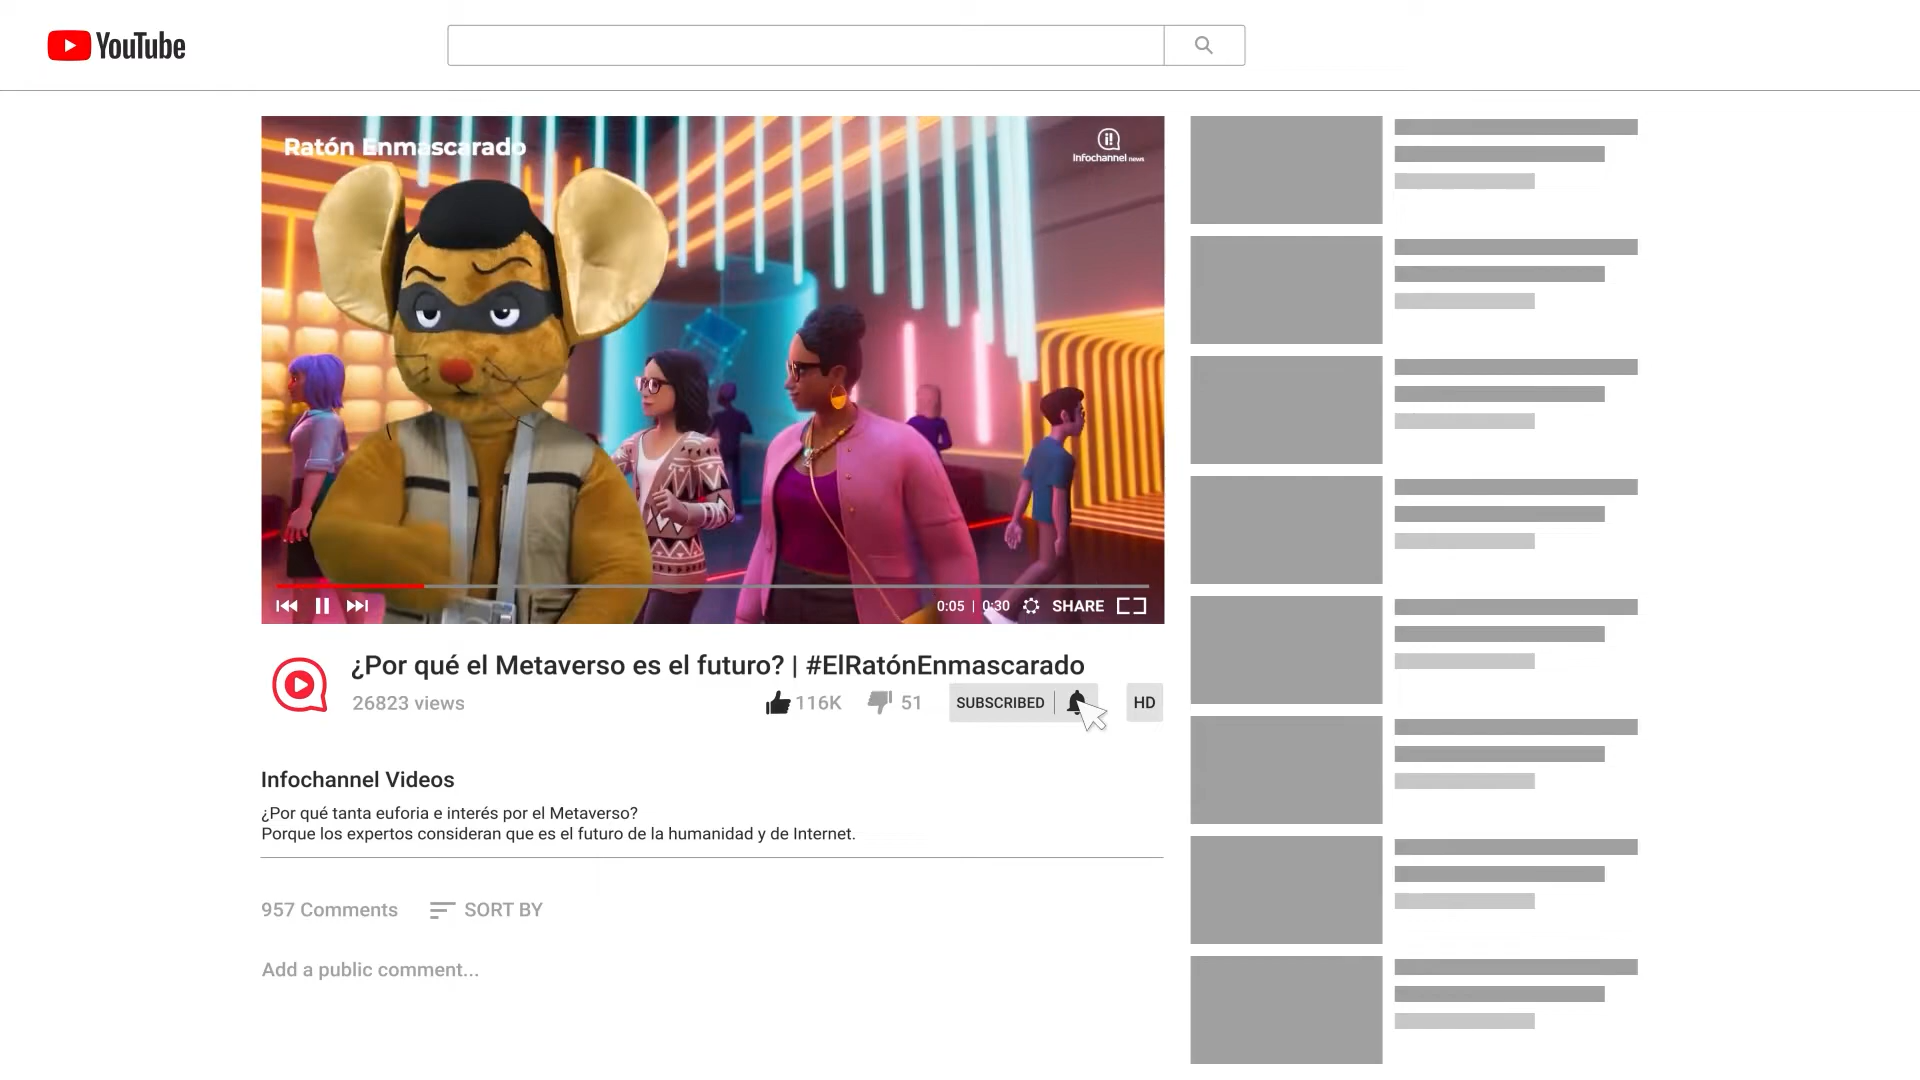 YouTube
Ratón Enmascarado
Infochannel news
0:05 | 0:30 SHARE
¿Por qué el Metaverso es el futuro? | #ElRatónEnmascarado
26823 views 116K 51 SUBSCRIBED HD
Infochannel Videos
¿Por qué tanta euforia e interés por el Metaverso?
Porque los expertos consideran que es el futuro de la humanidad y de Internet.
957 Comments SORT BY
Add a public comment...